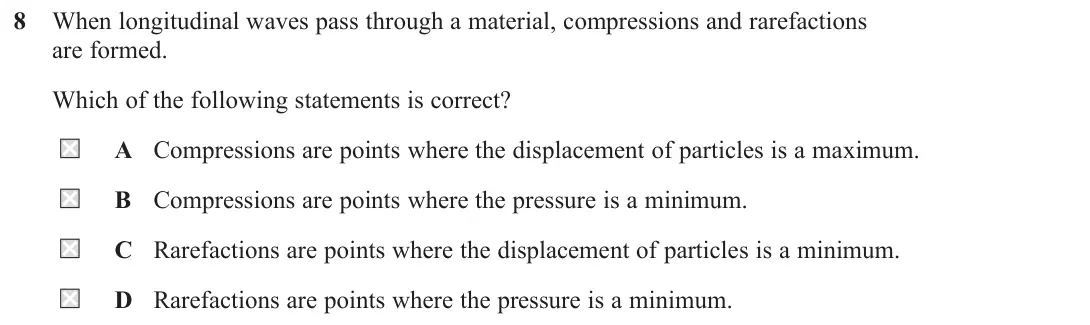 8 When longitudinal waves pass through a material, compressions and rarefactions
are formed.
Which of the following statements is correct?
A Compressions are points where the displacement of particles is a maximum.
B Compressions are points where the pressure is a minimum.
C Rarefactions are points where the displacement of particles is a minimum.
D Rarefactions are points where the pressure is a minimum.